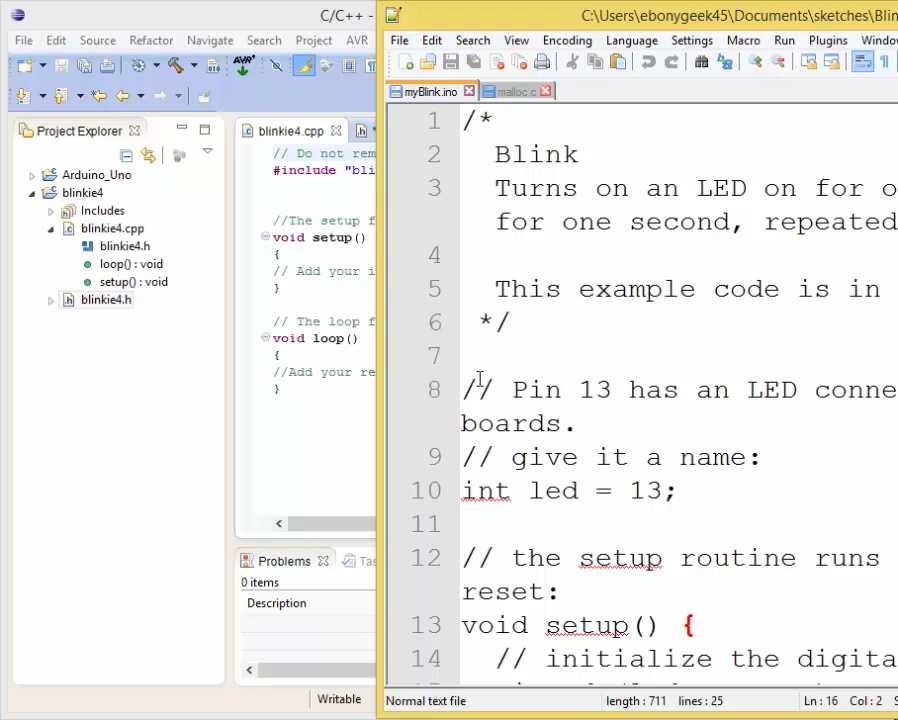 C/C++ -
File Edit Source Refactor Navigate Search Project AVR
Project Explorer
Arduino_Uno
blinkie4
Includes
blinkie4.cpp
blinkie4.h
loop() : void
setup() : void
blinkie4.h
blinkie4.cpp
// Do not rem
#include "bli
//The setup f
void setup()
{
// Add your i
}
// The loop f
void loop()
{
//Add your re
}
Problems Tas
0 items
Description
Writable
C:\Users\ebonygeek45\Documents\sketches\Blin
File Edit Search View Encoding Language Settings Macro Run Plugins Window
myBlink.ino malloc.c
1 /*
2 Blink
3 Turns on an LED on for o
for one second, repeated
4
5 This example code is in
6 */
7
8 // Pin 13 has an LED conne
boards.
9 // give it a name:
10 int led = 13;
11
12 // the setup routine runs
reset:
13 void setup() {
14 // initialize the digita
Normal text file length : 711 lines : 25 Ln : 16 Col : 2